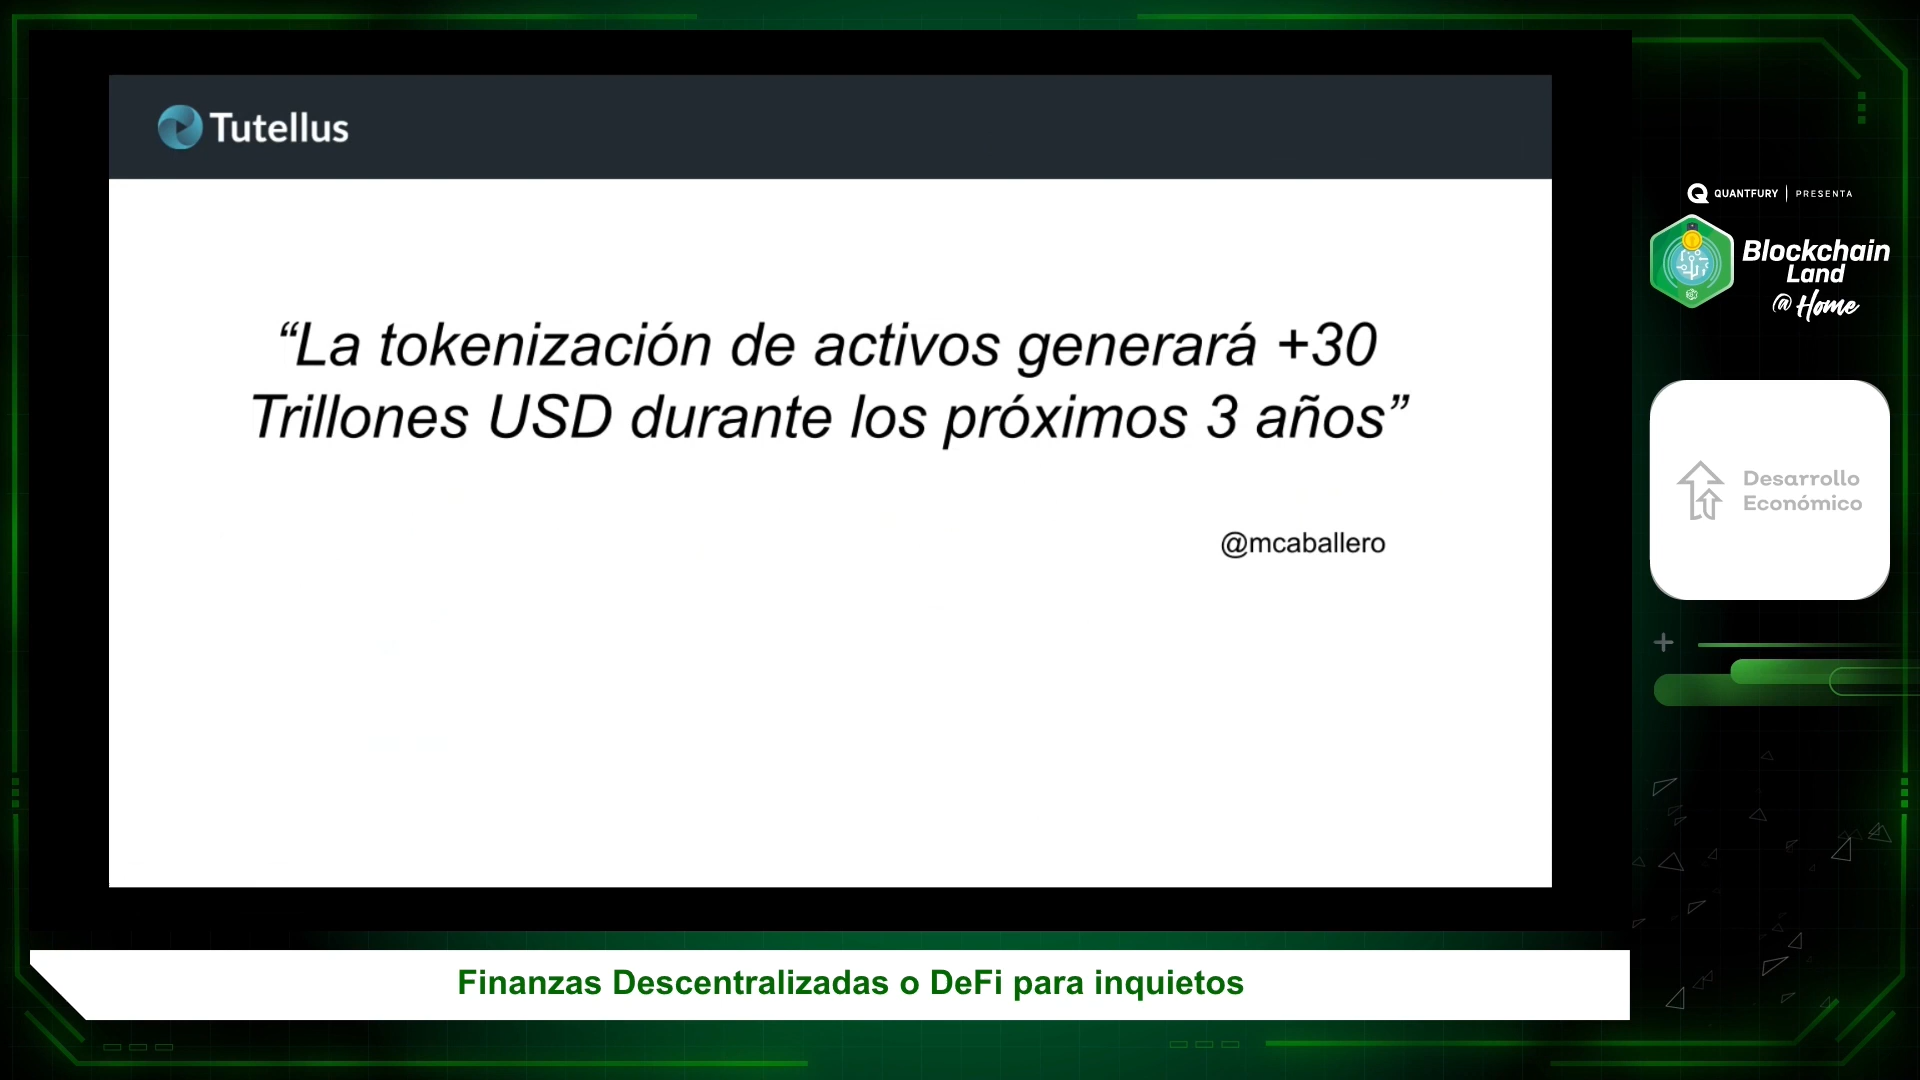 Tutellus
“La tokenización de activos generará +30
Trillones USD durante los próximos 3 años”
@mcaballero
QUANTFURY | PRESENTA
Blockchain
Land
@ Home
Desarrollo
Económico
Finanzas Descentralizadas o DeFi para inquietos